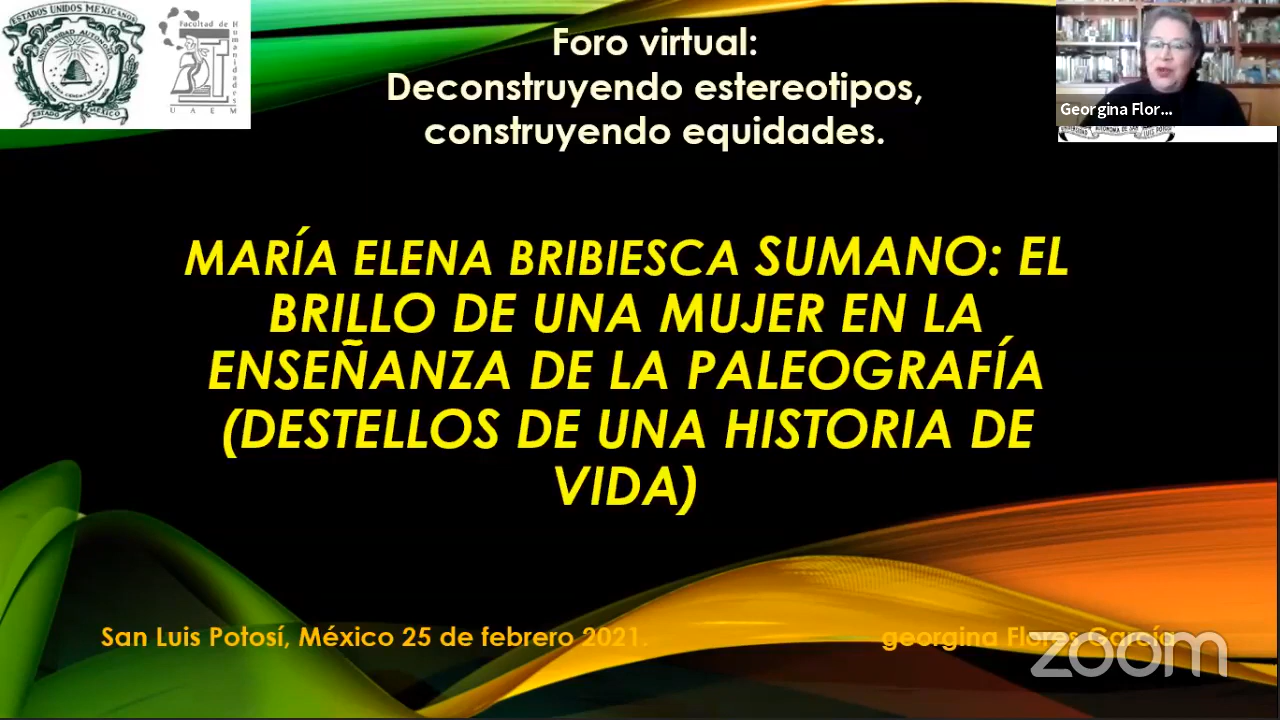 ESTADOS UNIDOS MEXICANOS
Facultad de Humanidades
UAEM
Foro virtual:
Deconstruyendo estereotipos,
construyendo equidades.
Georgina Flor...
MARÍA ELENA BRIBIESCA SUMANO: EL
BRILLO DE UNA MUJER EN LA
ENSEÑANZA DE LA PALEOGRAFÍA
(DESTELLOS DE UNA HISTORIA DE
VIDA)
San Luis Potosí, México 25 de febrero 2021.
georgina Flores García
zoom